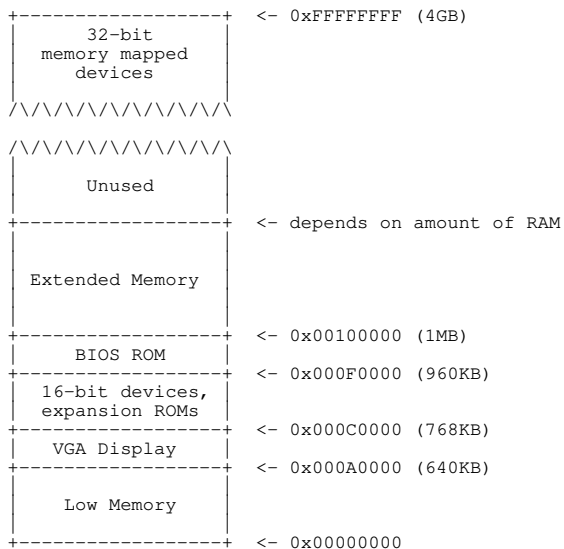 +------------------+ <- 0xFFFFFFFF (4GB)
| 32-bit |
| memory mapped |
| devices |
| |
/\/\/\/\/\/\/\/\/\/\
/\/\/\/\/\/\/\/\/\/\
| |
| Unused |
| |
+------------------+ <- depends on amount of RAM
| |
| |
| Extended Memory |
| |
| |
+------------------+ <- 0x00100000 (1MB)
| BIOS ROM |
+------------------+ <- 0x000F0000 (960KB)
| 16-bit devices, |
| expansion ROMs |
+------------------+ <- 0x000C0000 (768KB)
| VGA Display |
+------------------+ <- 0x000A0000 (640KB)
| |
| Low Memory |
| |
+------------------+ <- 0x00000000